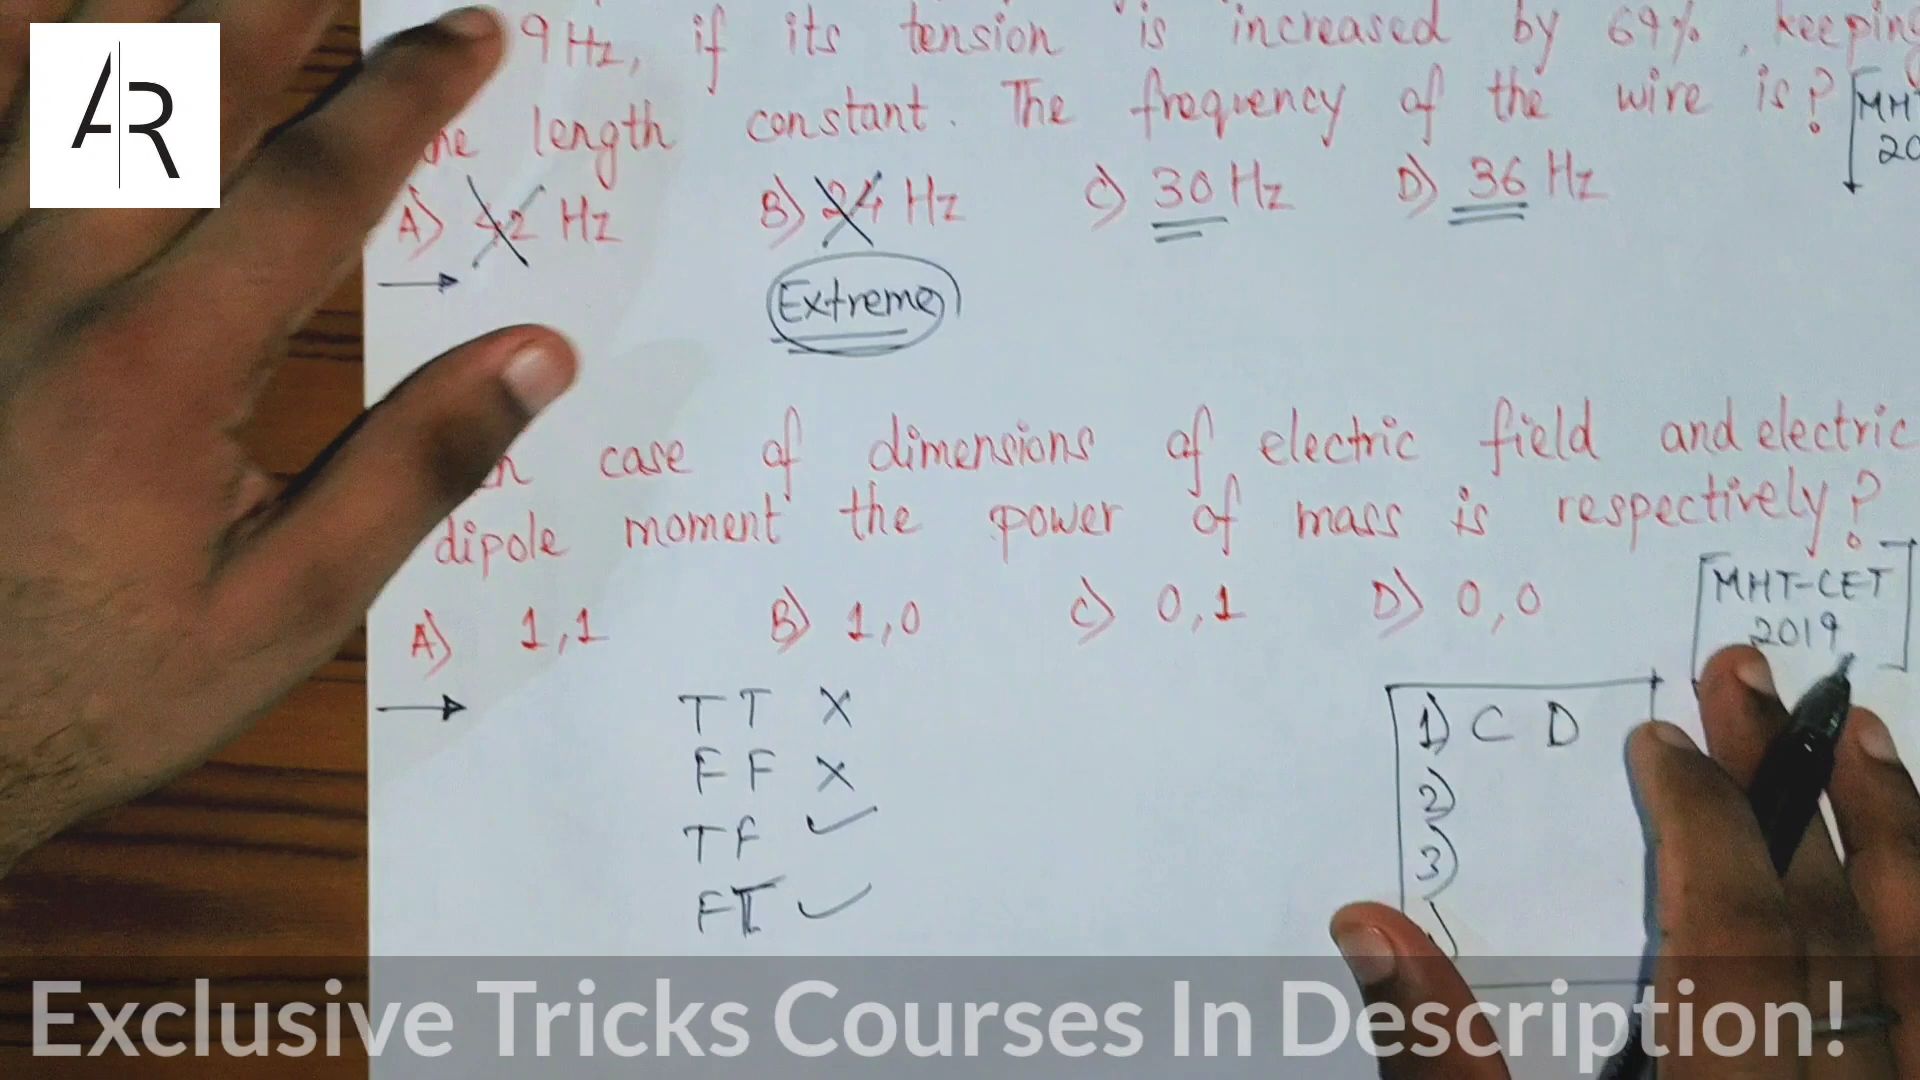 AR
9 Hz, if its tension is increased by 69%, keeping
length constant. The frequency of the wire is?
A) 42 Hz B) 24 Hz C) 30 Hz D) 36 Hz
Extreme
case of dimensions of electric field and electric
dipole moment the power of mass is respectively?
A) 1,1 B) 1,0 C) 0,1 D) 0,0
MHT-CET
2019
T T X
F F X
T F ✓
F T ✓
1) C D
2)
3)
Exclusive Tricks Courses In Description!